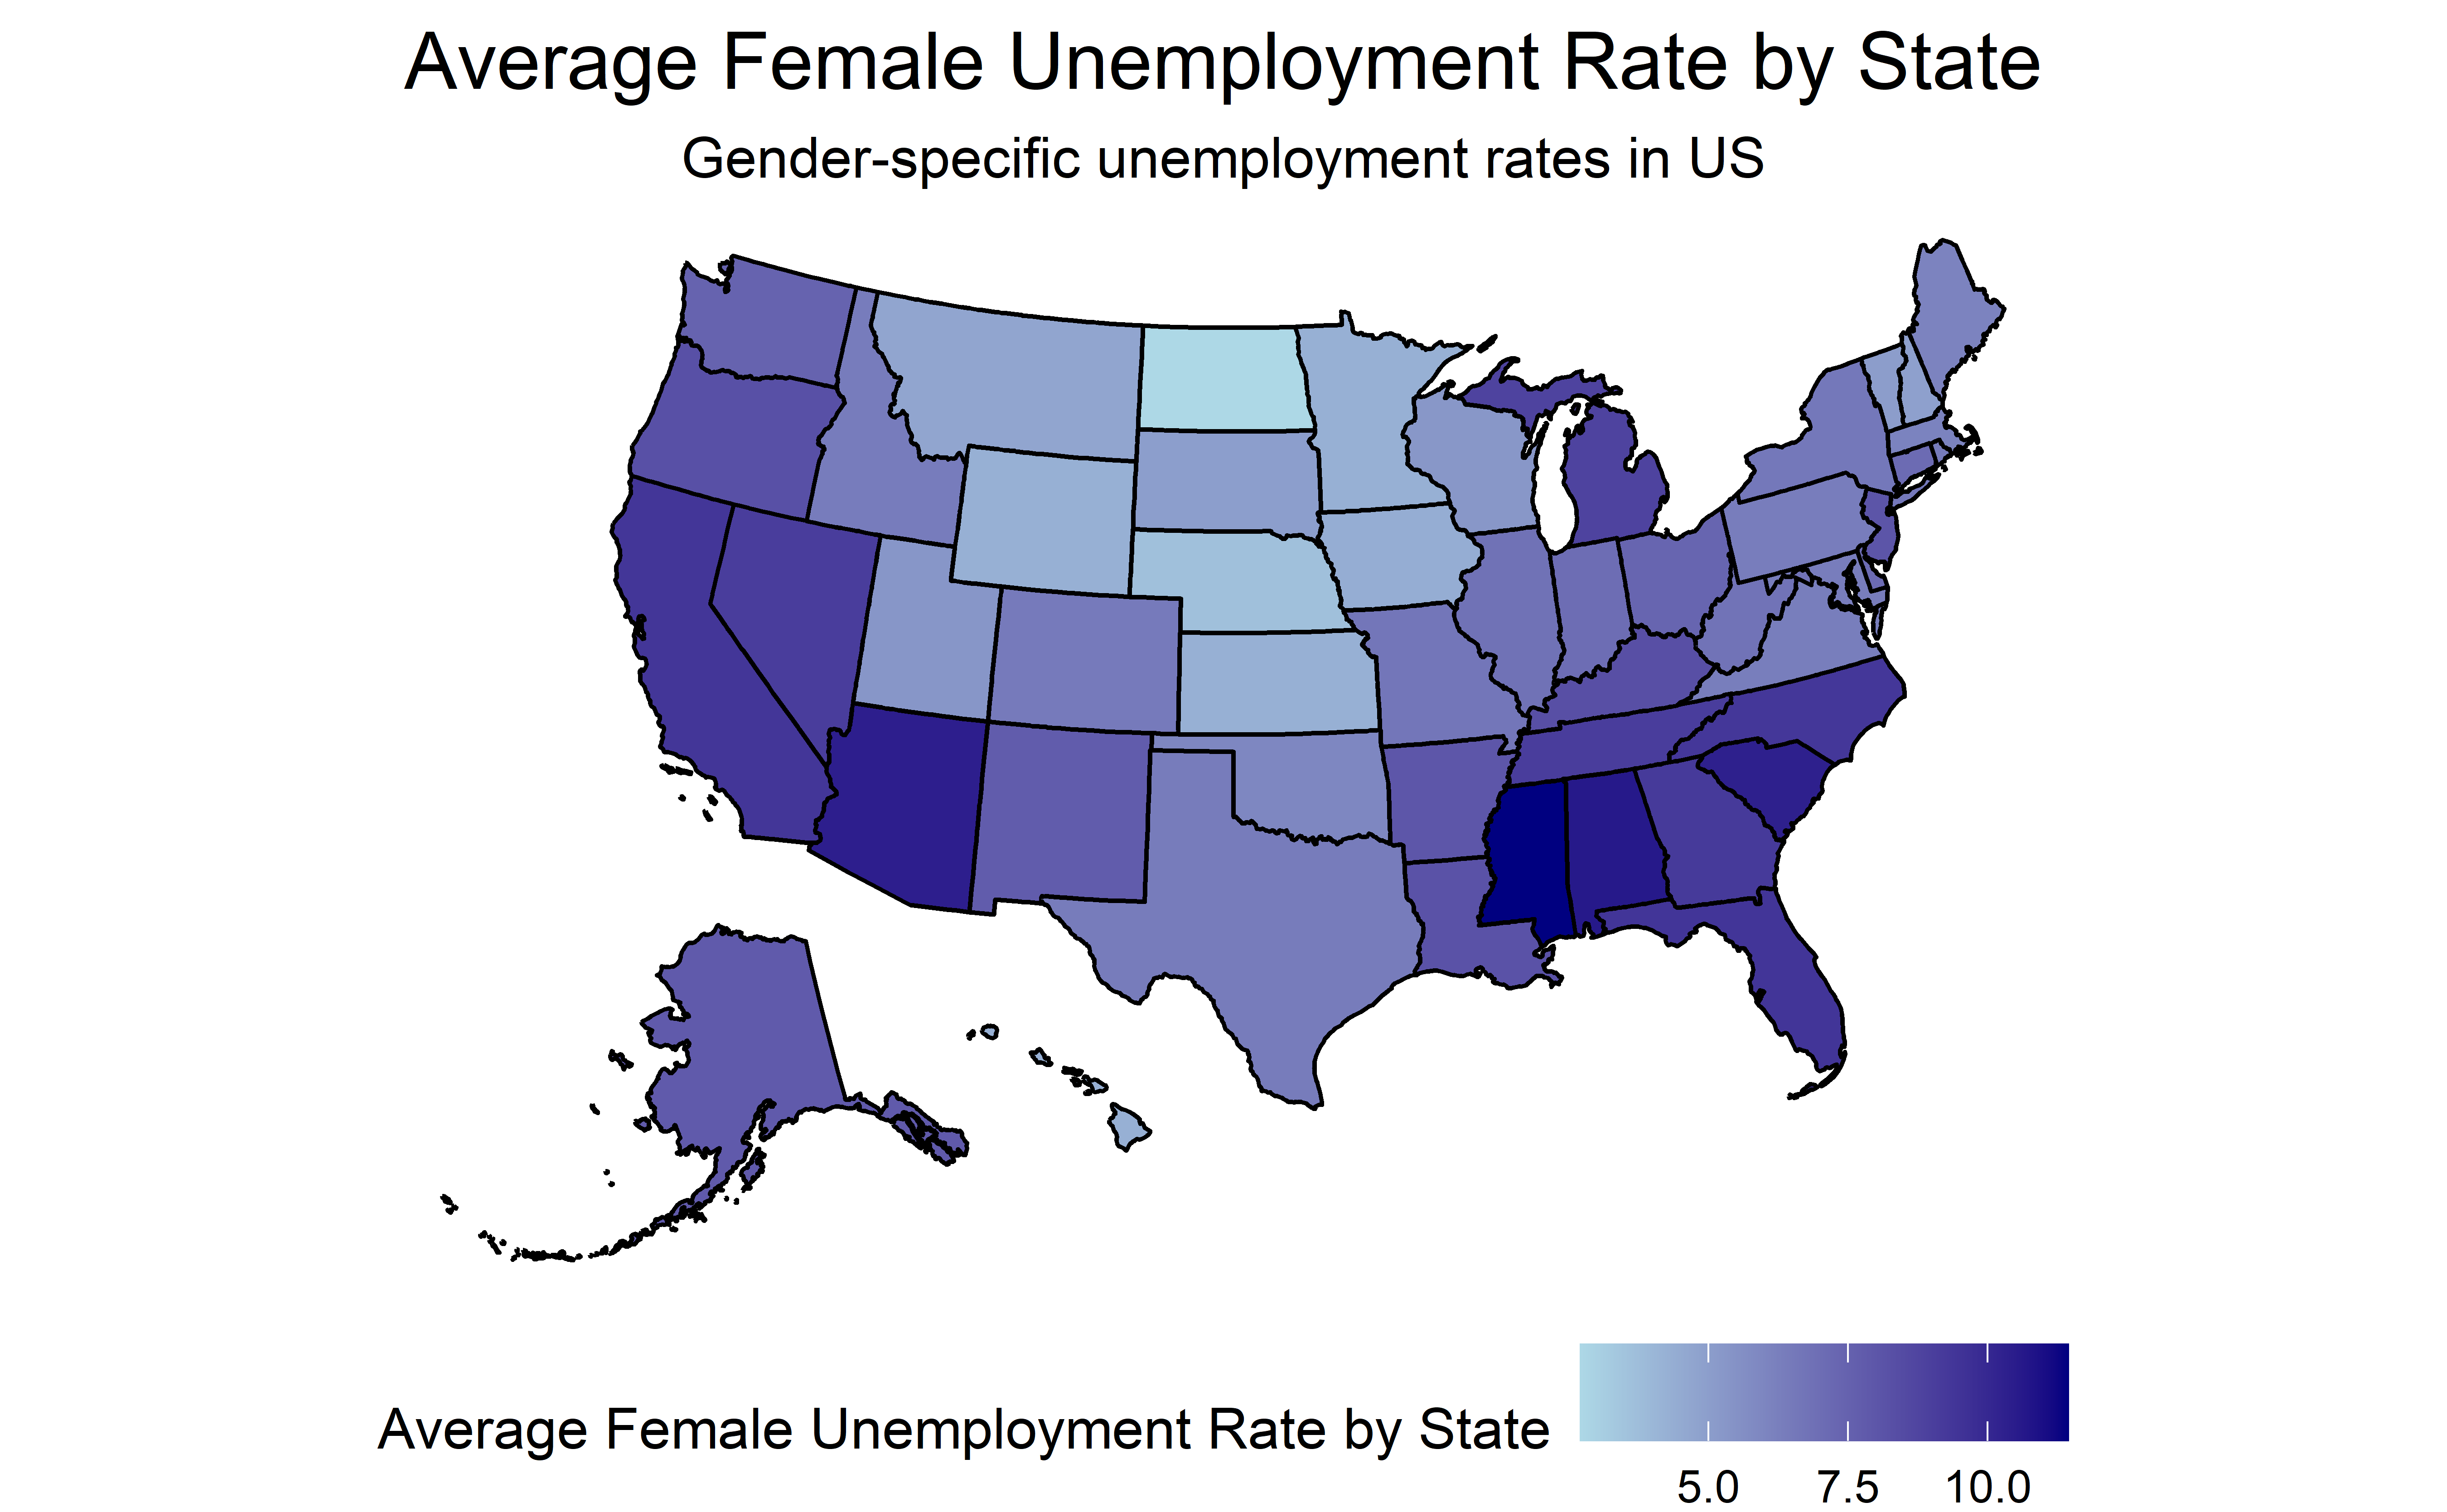 Average Female Unemployment Rate by State
Gender-specific unemployment rates in US
Average Female Unemployment Rate by State
5.0 7.5 10.0